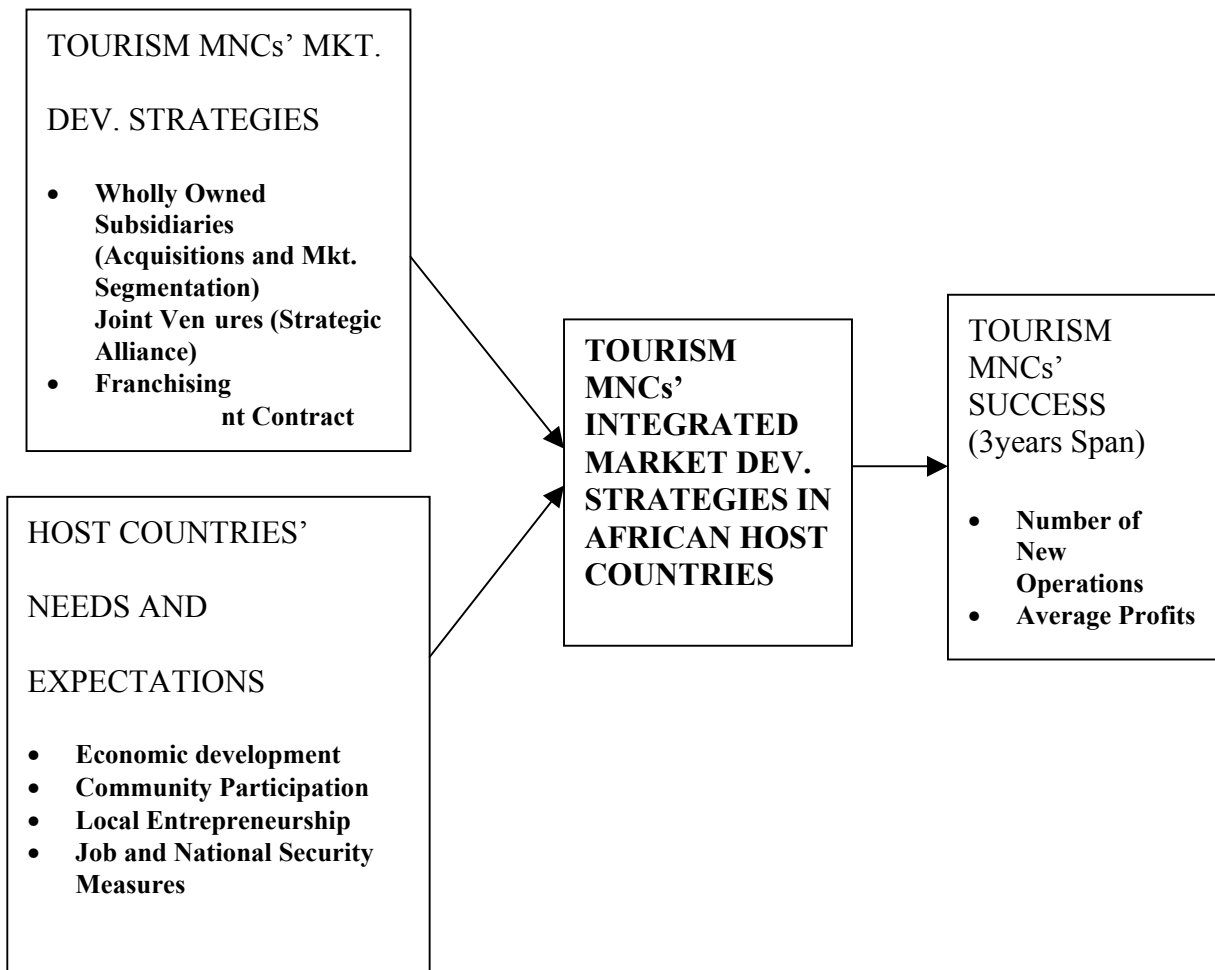 TOURISM MNCs’ MKT.
DEV. STRATEGIES
• Wholly Owned
Subsidiaries
(Acquisitions and Mkt.
Segmentation)
Joint Ven ures (Strategic
Alliance)
• Franchising
nt Contract
HOST COUNTRIES’
NEEDS AND
EXPECTATIONS
• Economic development
• Community Participation
• Local Entrepreneurship
• Job and National Security
Measures
TOURISM
MNCs’
INTEGRATED
MARKET DEV.
STRATEGIES IN
AFRICAN HOST
COUNTRIES
TOURISM
MNCs’
SUCCESS
(3years Span)
• Number of
New
Operations
• Average Profits